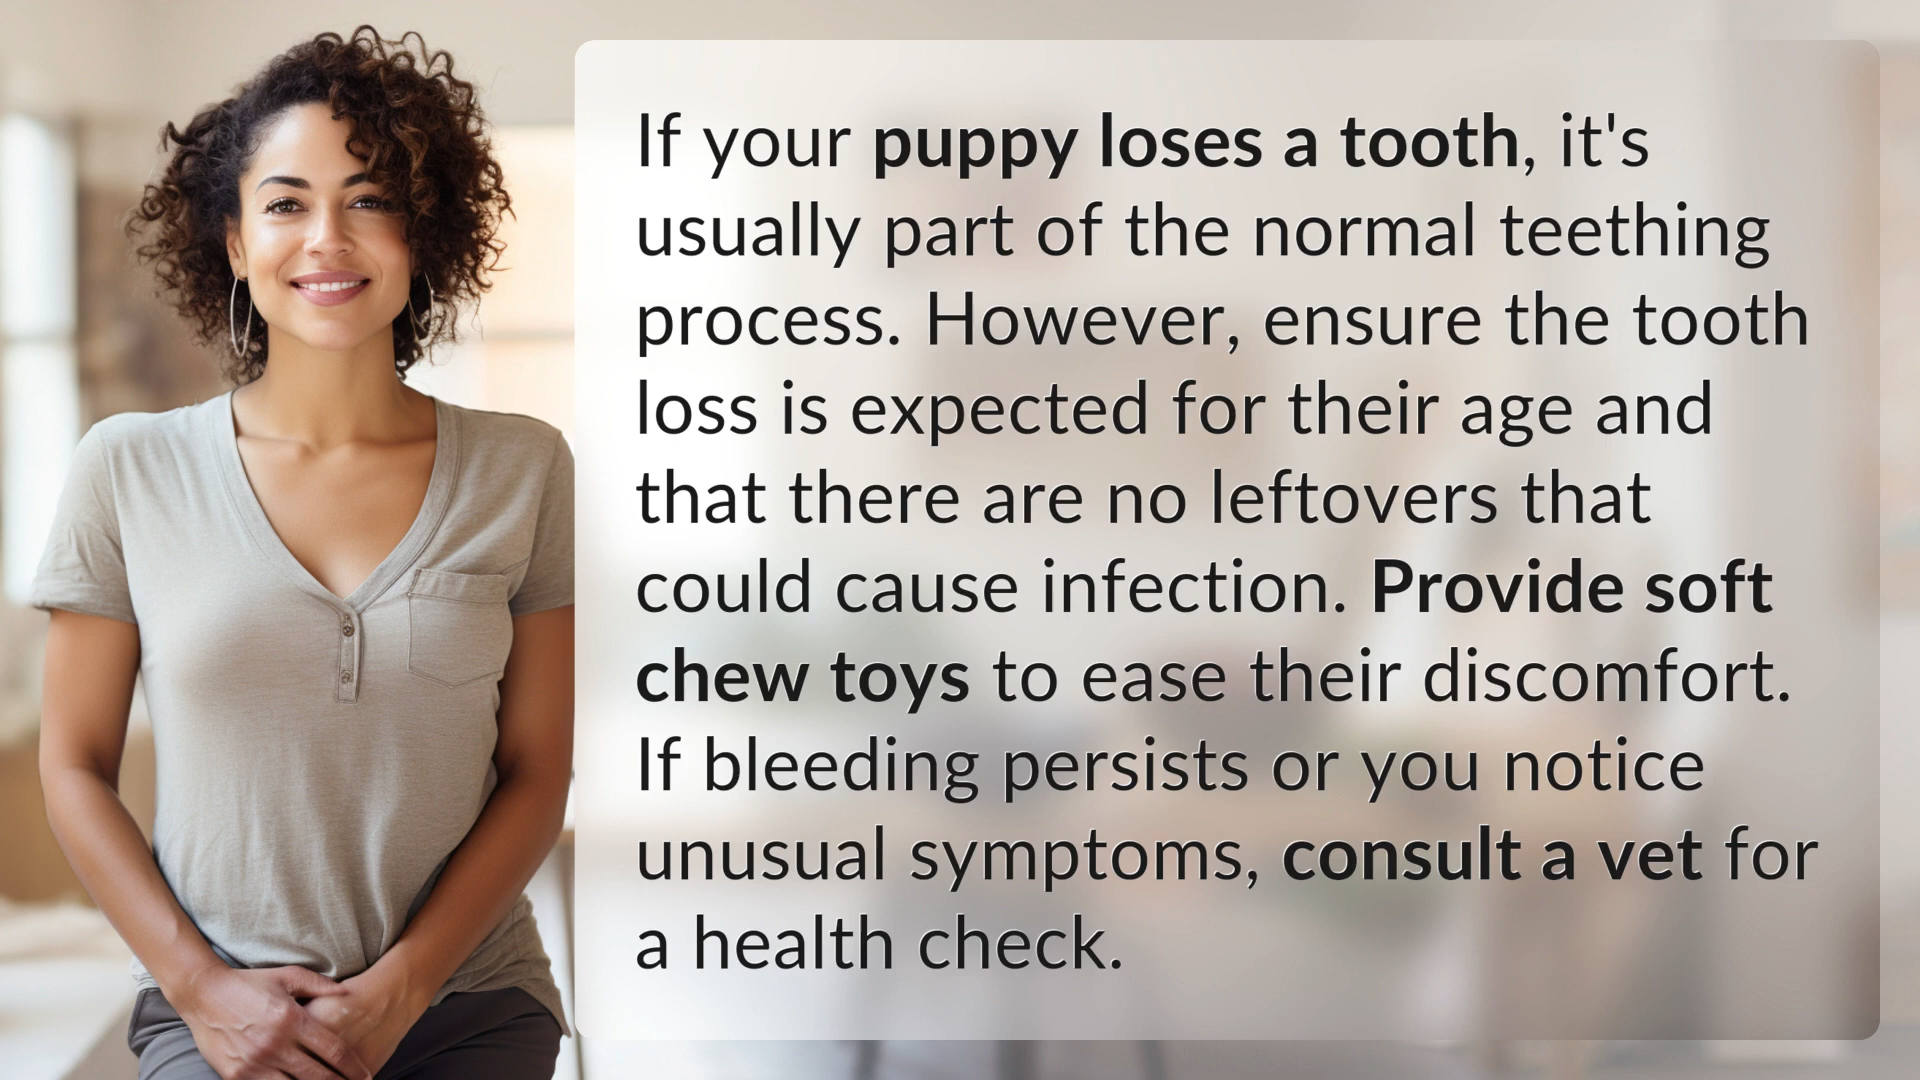 If your puppy loses a tooth, it's
usually part of the normal teething
process. However, ensure the tooth
loss is expected for their age and
that there are no leftovers that
could cause infection. Provide soft
chew toys to ease their discomfort.
If bleeding persists or you notice
unusual symptoms, consult a vet for
a health check.